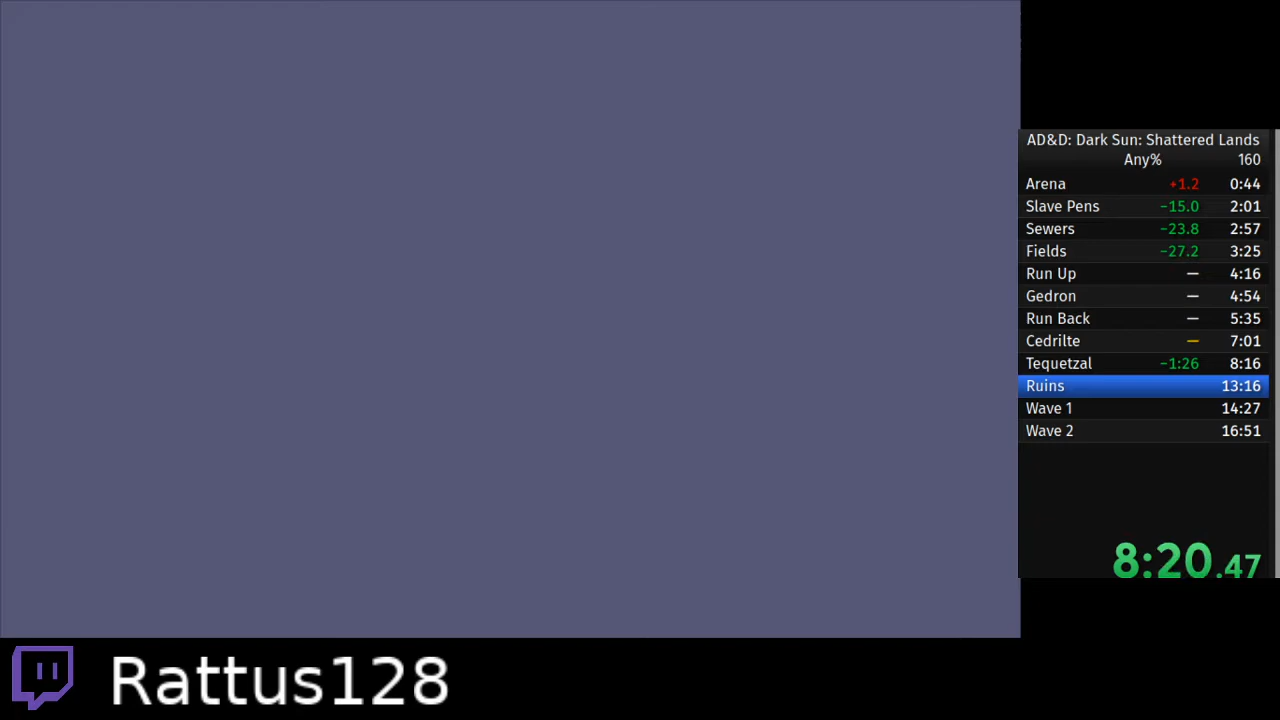 AD&D: Dark Sun: Shattered Lands
Any% 160
Arena +1.2 0:44
Slave Pens −15.0 2:01
Sewers −23.8 2:57
Fields −27.2 3:25
Run Up — 4:16
Gedron — 4:54
Run Back — 5:35
Cedrilte — 7:01
Tequetzal −1:26 8:16
Ruins 13:16
Wave 1 14:27
Wave 2 16:51
8:20.47
Rattus128